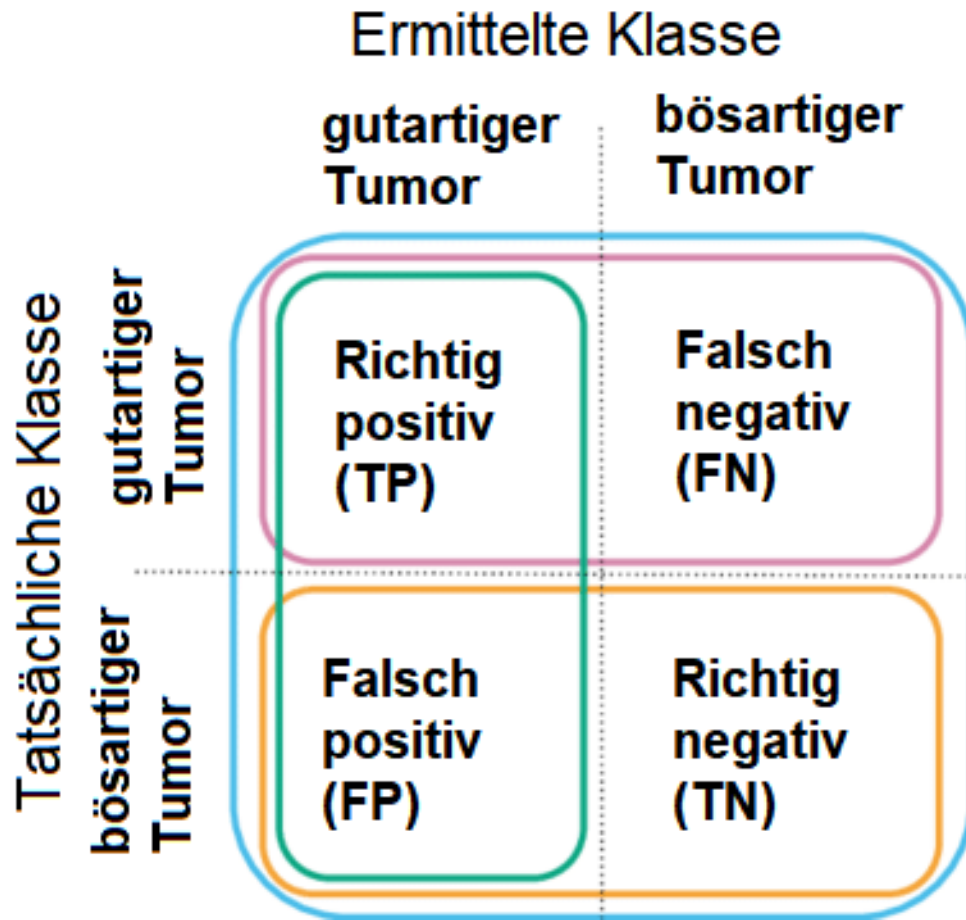 Ermittelte Klasse
gutartiger
Tumor
bösartiger
Tumor
Tatsächliche Klasse
gutartiger
Tumor
Richtig
positiv
(TP)
Falsch
negativ
(FN)
bösartiger
Tumor
Falsch
positiv
(FP)
Richtig
negativ
(TN)